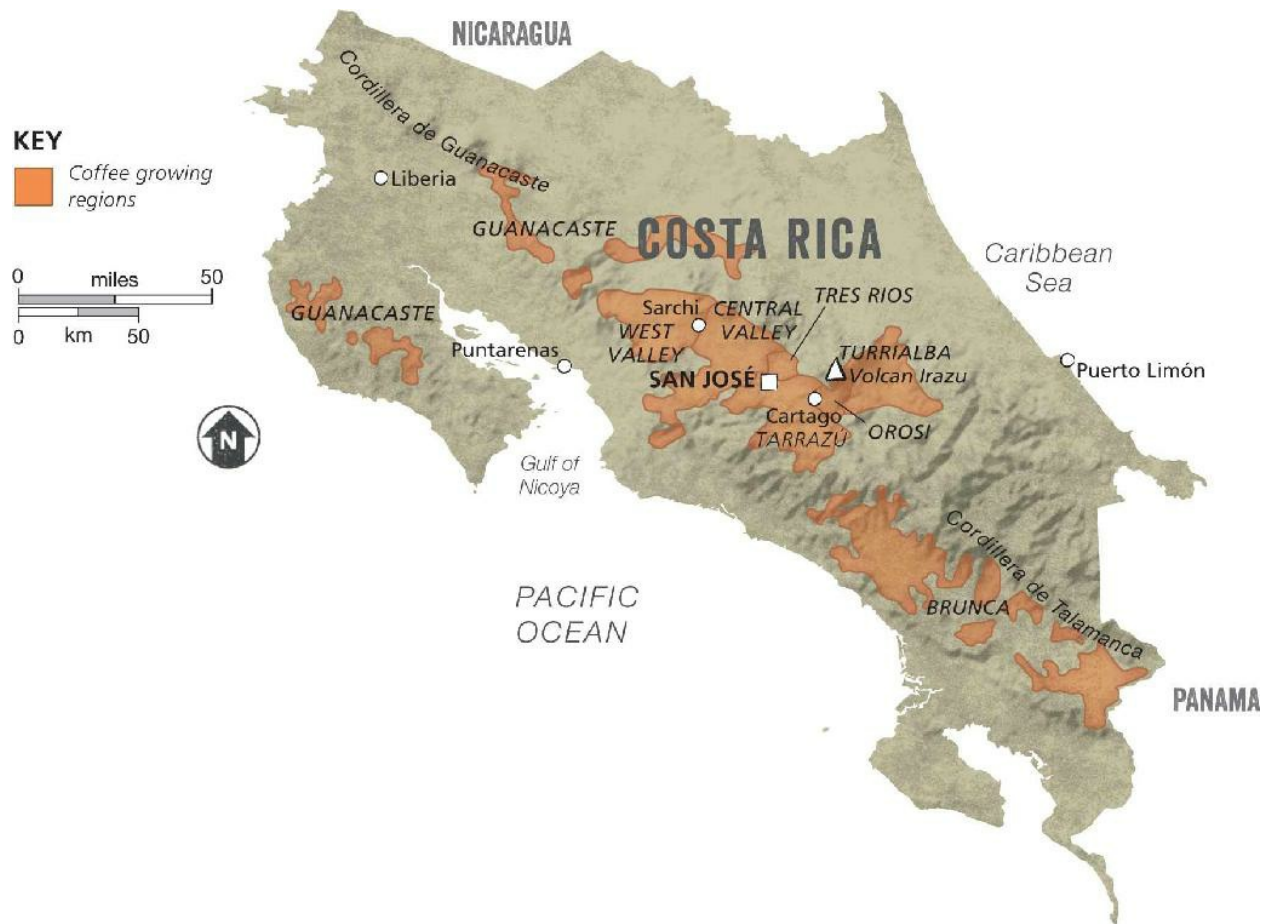 NICARAGUA
Cordillera de Guanacaste
KEY
Coffee growing
regions
Liberia
GUANACASTE
COSTA RICA
Caribbean
Sea
0 miles 50
0 km 50
GUANACASTE
TRES RIOS
Sarchi
CENTRAL
VALLEY
WEST
VALLEY
Puntarenas
TURRIALBA
Volcan Irazu
Puerto Limón
SAN JOSÉ
Cartago
TARRAZÚ
OROSI
N
Gulf of
Nicoya
Cordillera de Talamanca
PACIFIC
OCEAN
BRUNCA
PANAMA